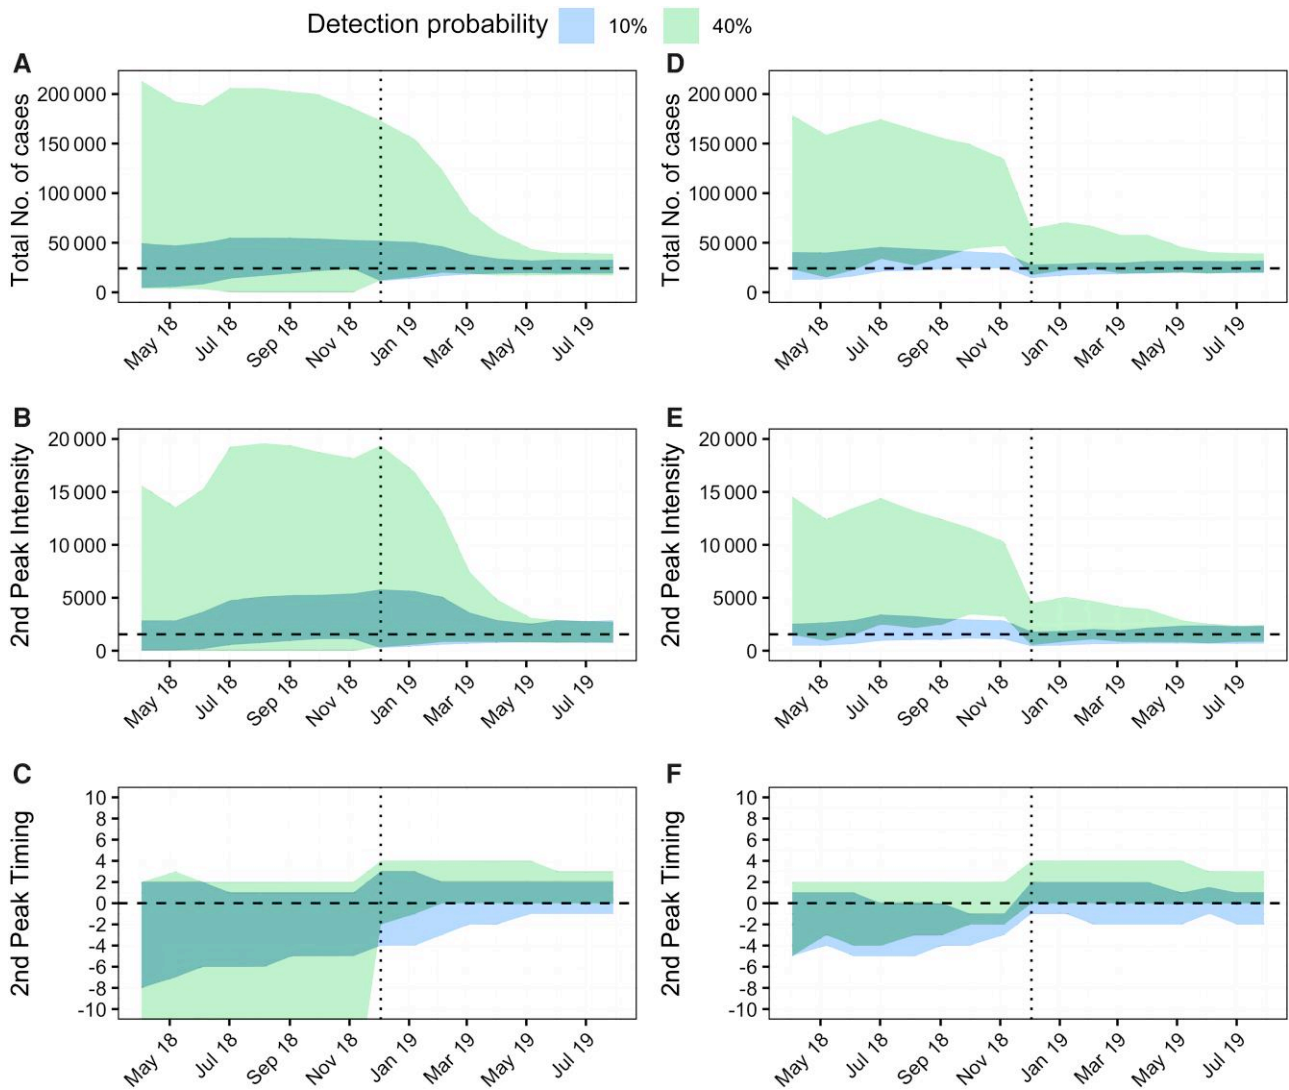 Detection probability 10% 40%
A
Total No. of cases
200 000
150 000
100 000
50 000
0
May 18 Jul 18 Sep 18 Nov 18 Jan 19 Mar 19 May 19 Jul 19
D
Total No. of cases
200 000
150 000
100 000
50 000
0
May 18 Jul 18 Sep 18 Nov 18 Jan 19 Mar 19 May 19 Jul 19
B
2nd Peak Intensity
20 000
15 000
10 000
5000
0
May 18 Jul 18 Sep 18 Nov 18 Jan 19 Mar 19 May 19 Jul 19
E
2nd Peak Intensity
20 000
15 000
10 000
5000
0
May 18 Jul 18 Sep 18 Nov 18 Jan 19 Mar 19 May 19 Jul 19
C
2nd Peak Timing
10
8
6
4
2
0
-2
-4
-6
-8
-10
May 18 Jul 18 Sep 18 Nov 18 Jan 19 Mar 19 May 19 Jul 19
F
2nd Peak Timing
10
8
6
4
2
0
-2
-4
-6
-8
-10
May 18 Jul 18 Sep 18 Nov 18 Jan 19 Mar 19 May 19 Jul 19